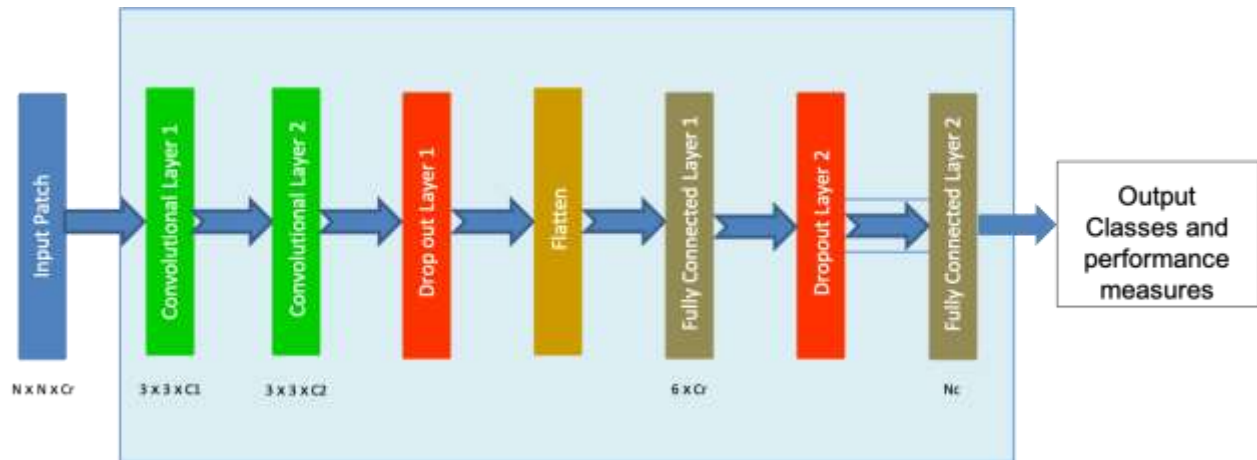 Input Patch
Convolutional Layer 1
Convolutional Layer 2
Drop out Layer 1
Flatten
Fully Connected Layer 1
Dropout Layer 2
Fully Connected Layer 2
Output
Classes and
performance
measures
N x N x Cr
3 x 3 x C1
3 x 3 x C2
6 x Cr
Nc